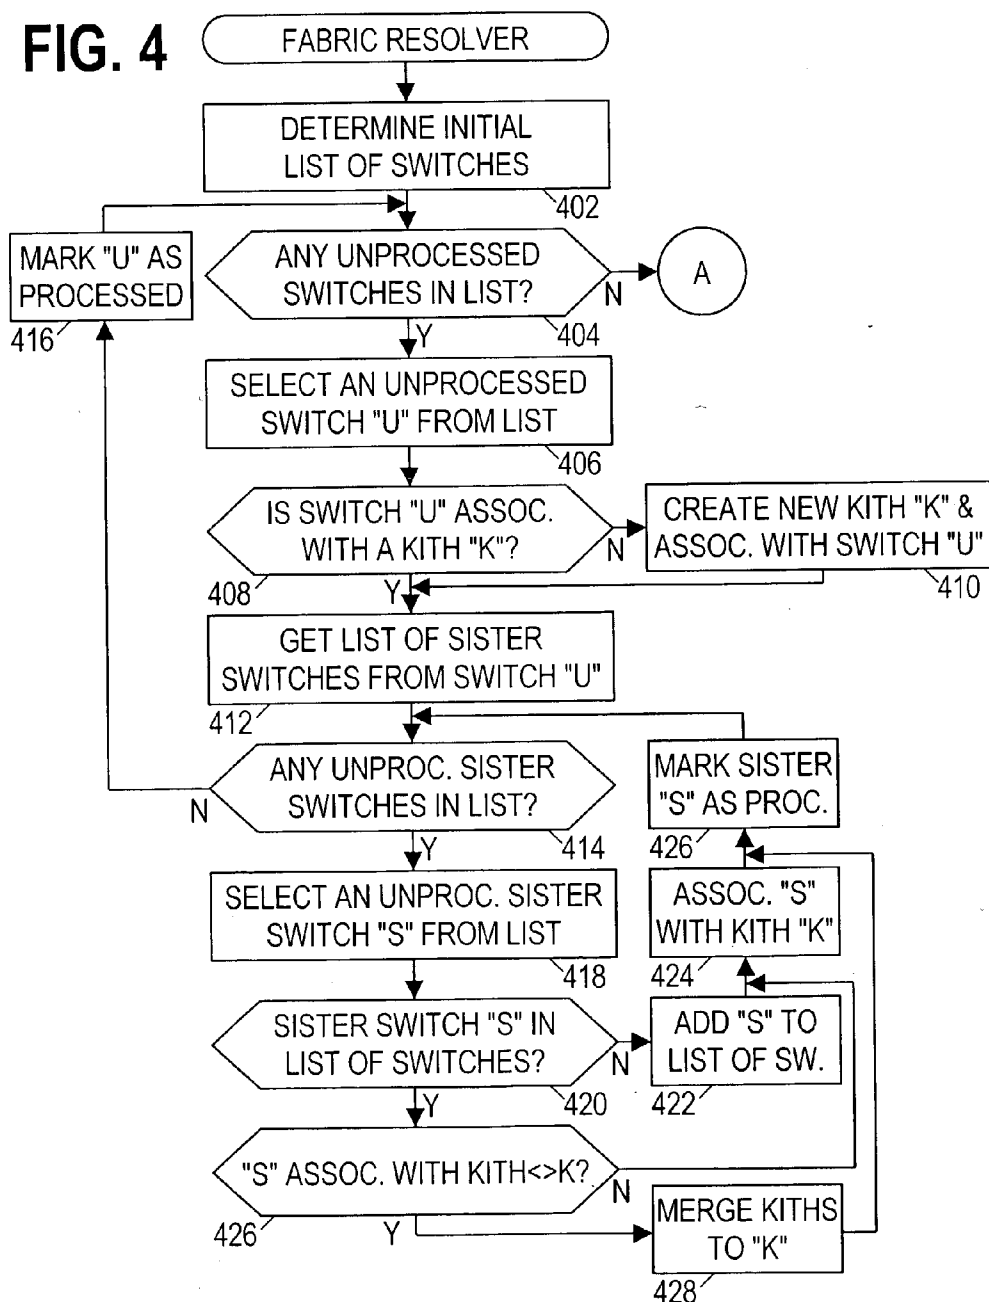 FIG. 4
FABRIC RESOLVER
DETERMINE INITIAL
LIST OF SWITCHES
402
MARK "U" AS
PROCESSED
416
ANY UNPROCESSED
SWITCHES IN LIST?
404
N
A
Y
SELECT AN UNPROCESSED
SWITCH "U" FROM LIST
406
IS SWITCH "U" ASSOC.
WITH A KITH "K"?
408
N
CREATE NEW KITH "K" &
ASSOC. WITH SWITCH "U"
410
Y
GET LIST OF SISTER
SWITCHES FROM SWITCH "U"
412
ANY UNPROC. SISTER
SWITCHES IN LIST?
414
N
MARK SISTER
"S" AS PROC.
426
Y
SELECT AN UNPROC. SISTER
SWITCH "S" FROM LIST
418
ASSOC. "S"
WITH KITH "K"
424
SISTER SWITCH "S" IN
LIST OF SWITCHES?
420
N
ADD "S" TO
LIST OF SW.
422
Y
"S" ASSOC. WITH KITH<>K?
426
N
Y
MERGE KITHS
TO "K"
428